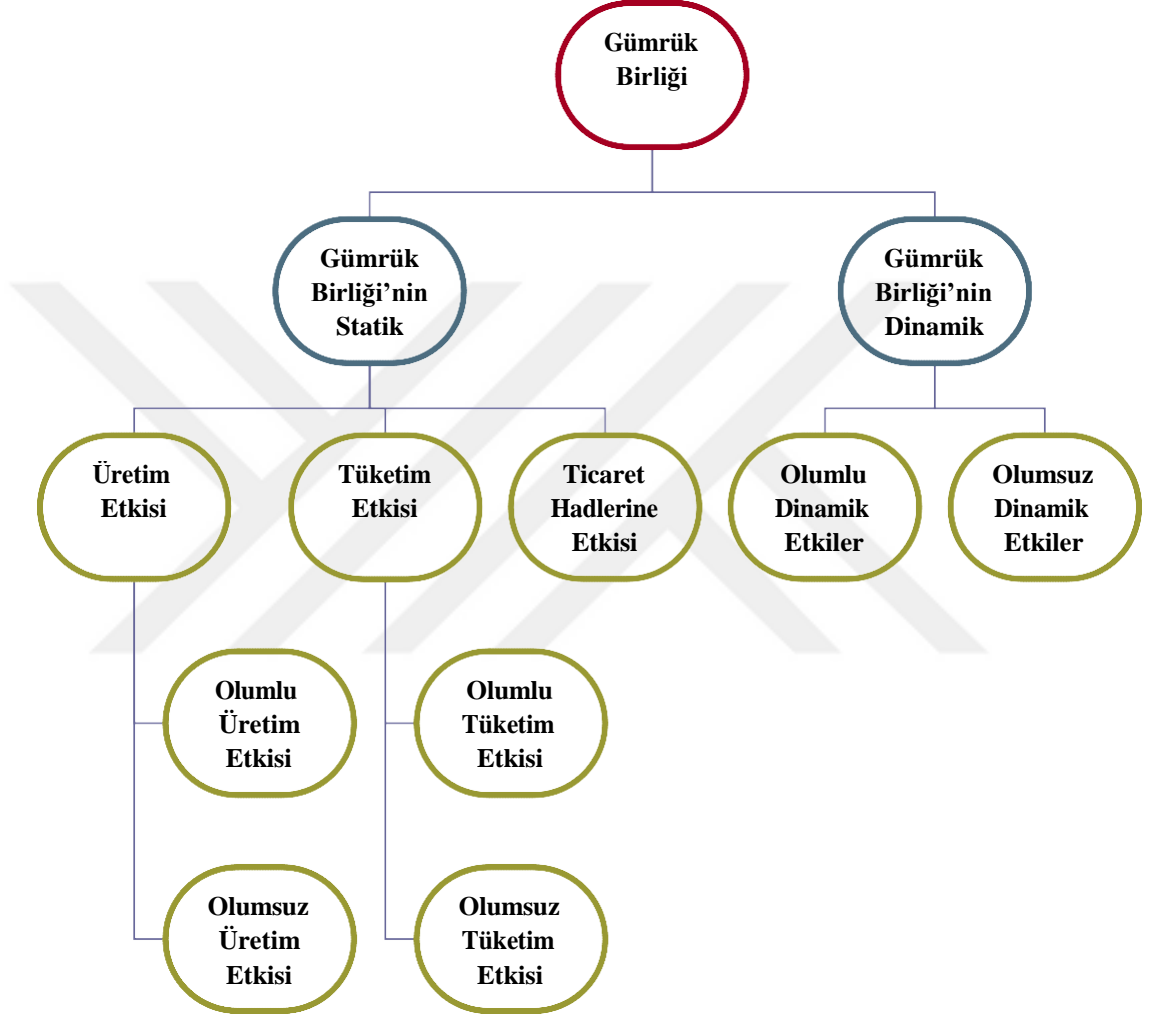 Gümrük
Birliği
Gümrük
Birliği’nin
Statik
Gümrük
Birliği’nin
Dinamik
Üretim
Etkisi
Tüketim
Etkisi
Ticaret
Hadlerine
Etkisi
Olumlu
Dinamik
Etkiler
Olumsuz
Dinamik
Etkiler
Olumlu
Üretim
Etkisi
Olumlu
Tüketim
Etkisi
Olumsuz
Üretim
Etkisi
Olumsuz
Tüketim
Etkisi